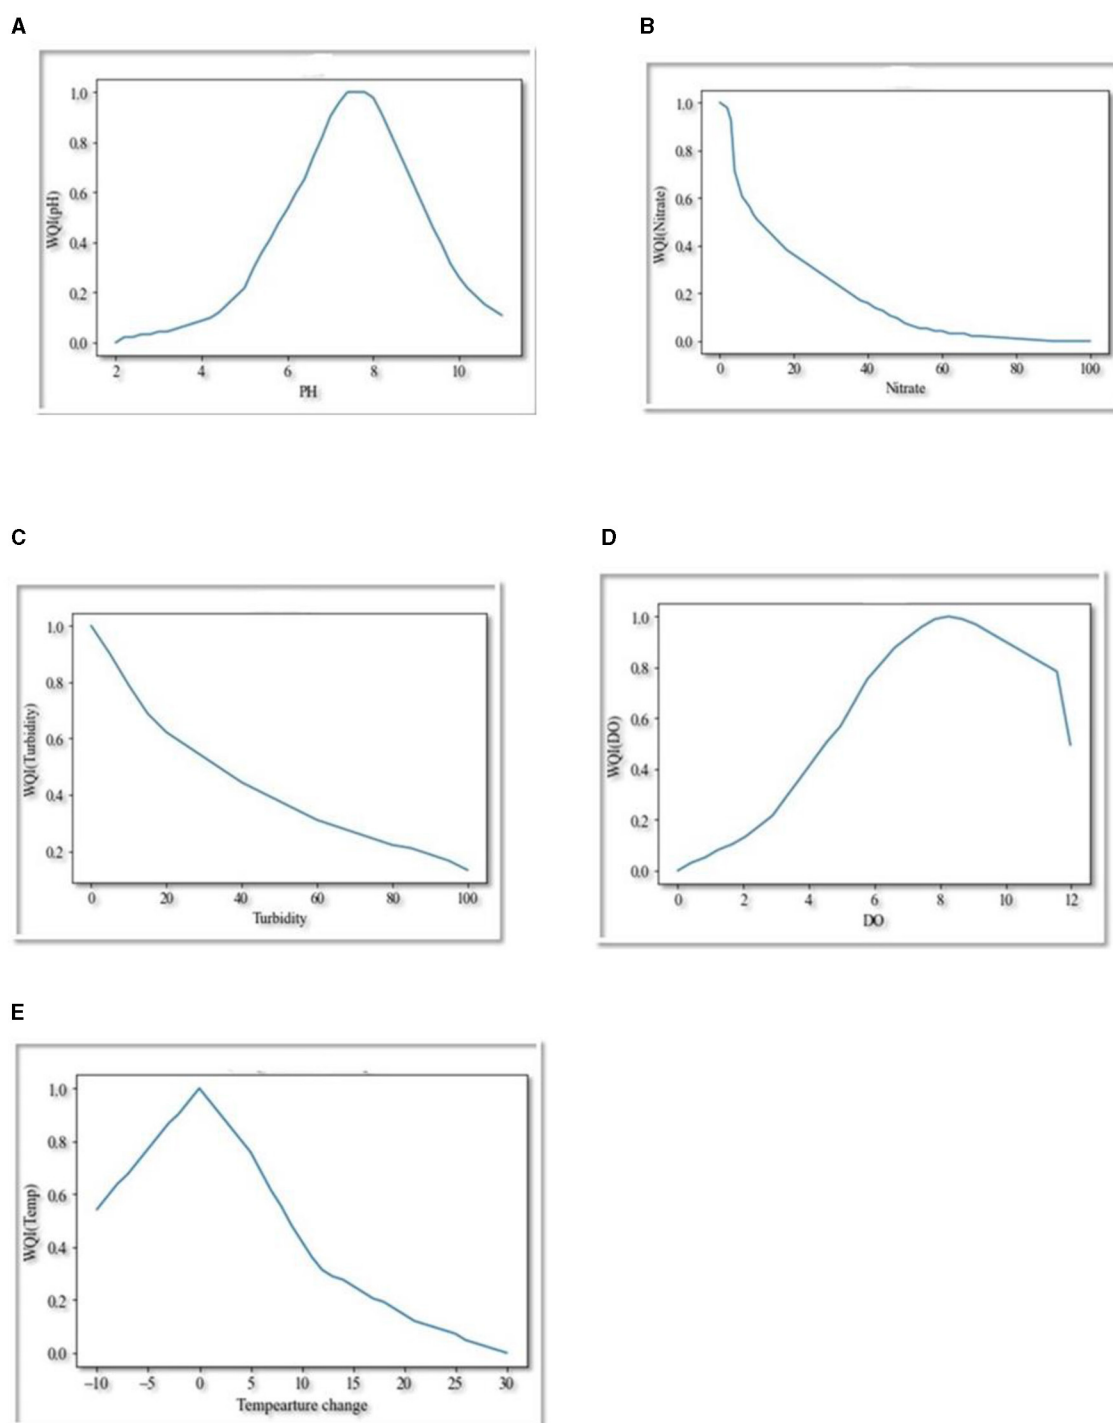 A
1.0
0.8
0.6
0.4
0.2
0.0
WQI(pH)
2 4 6 8 10
PH
B
1.0
0.8
0.6
0.4
0.2
0.0
WQI(Nitrate)
0 20 40 60 80 100
Nitrate
C
1.0
0.8
0.6
0.4
0.2
WQI(Turbidity)
0 20 40 60 80 100
Turbidity
D
1.0
0.8
0.6
0.4
0.2
0.0
WQI(DO)
0 2 4 6 8 10 12
DO
E
1.0
0.8
0.6
0.4
0.2
0.0
WQI(Temp)
−10 −5 0 5 10 15 20 25 30
Tempearture change